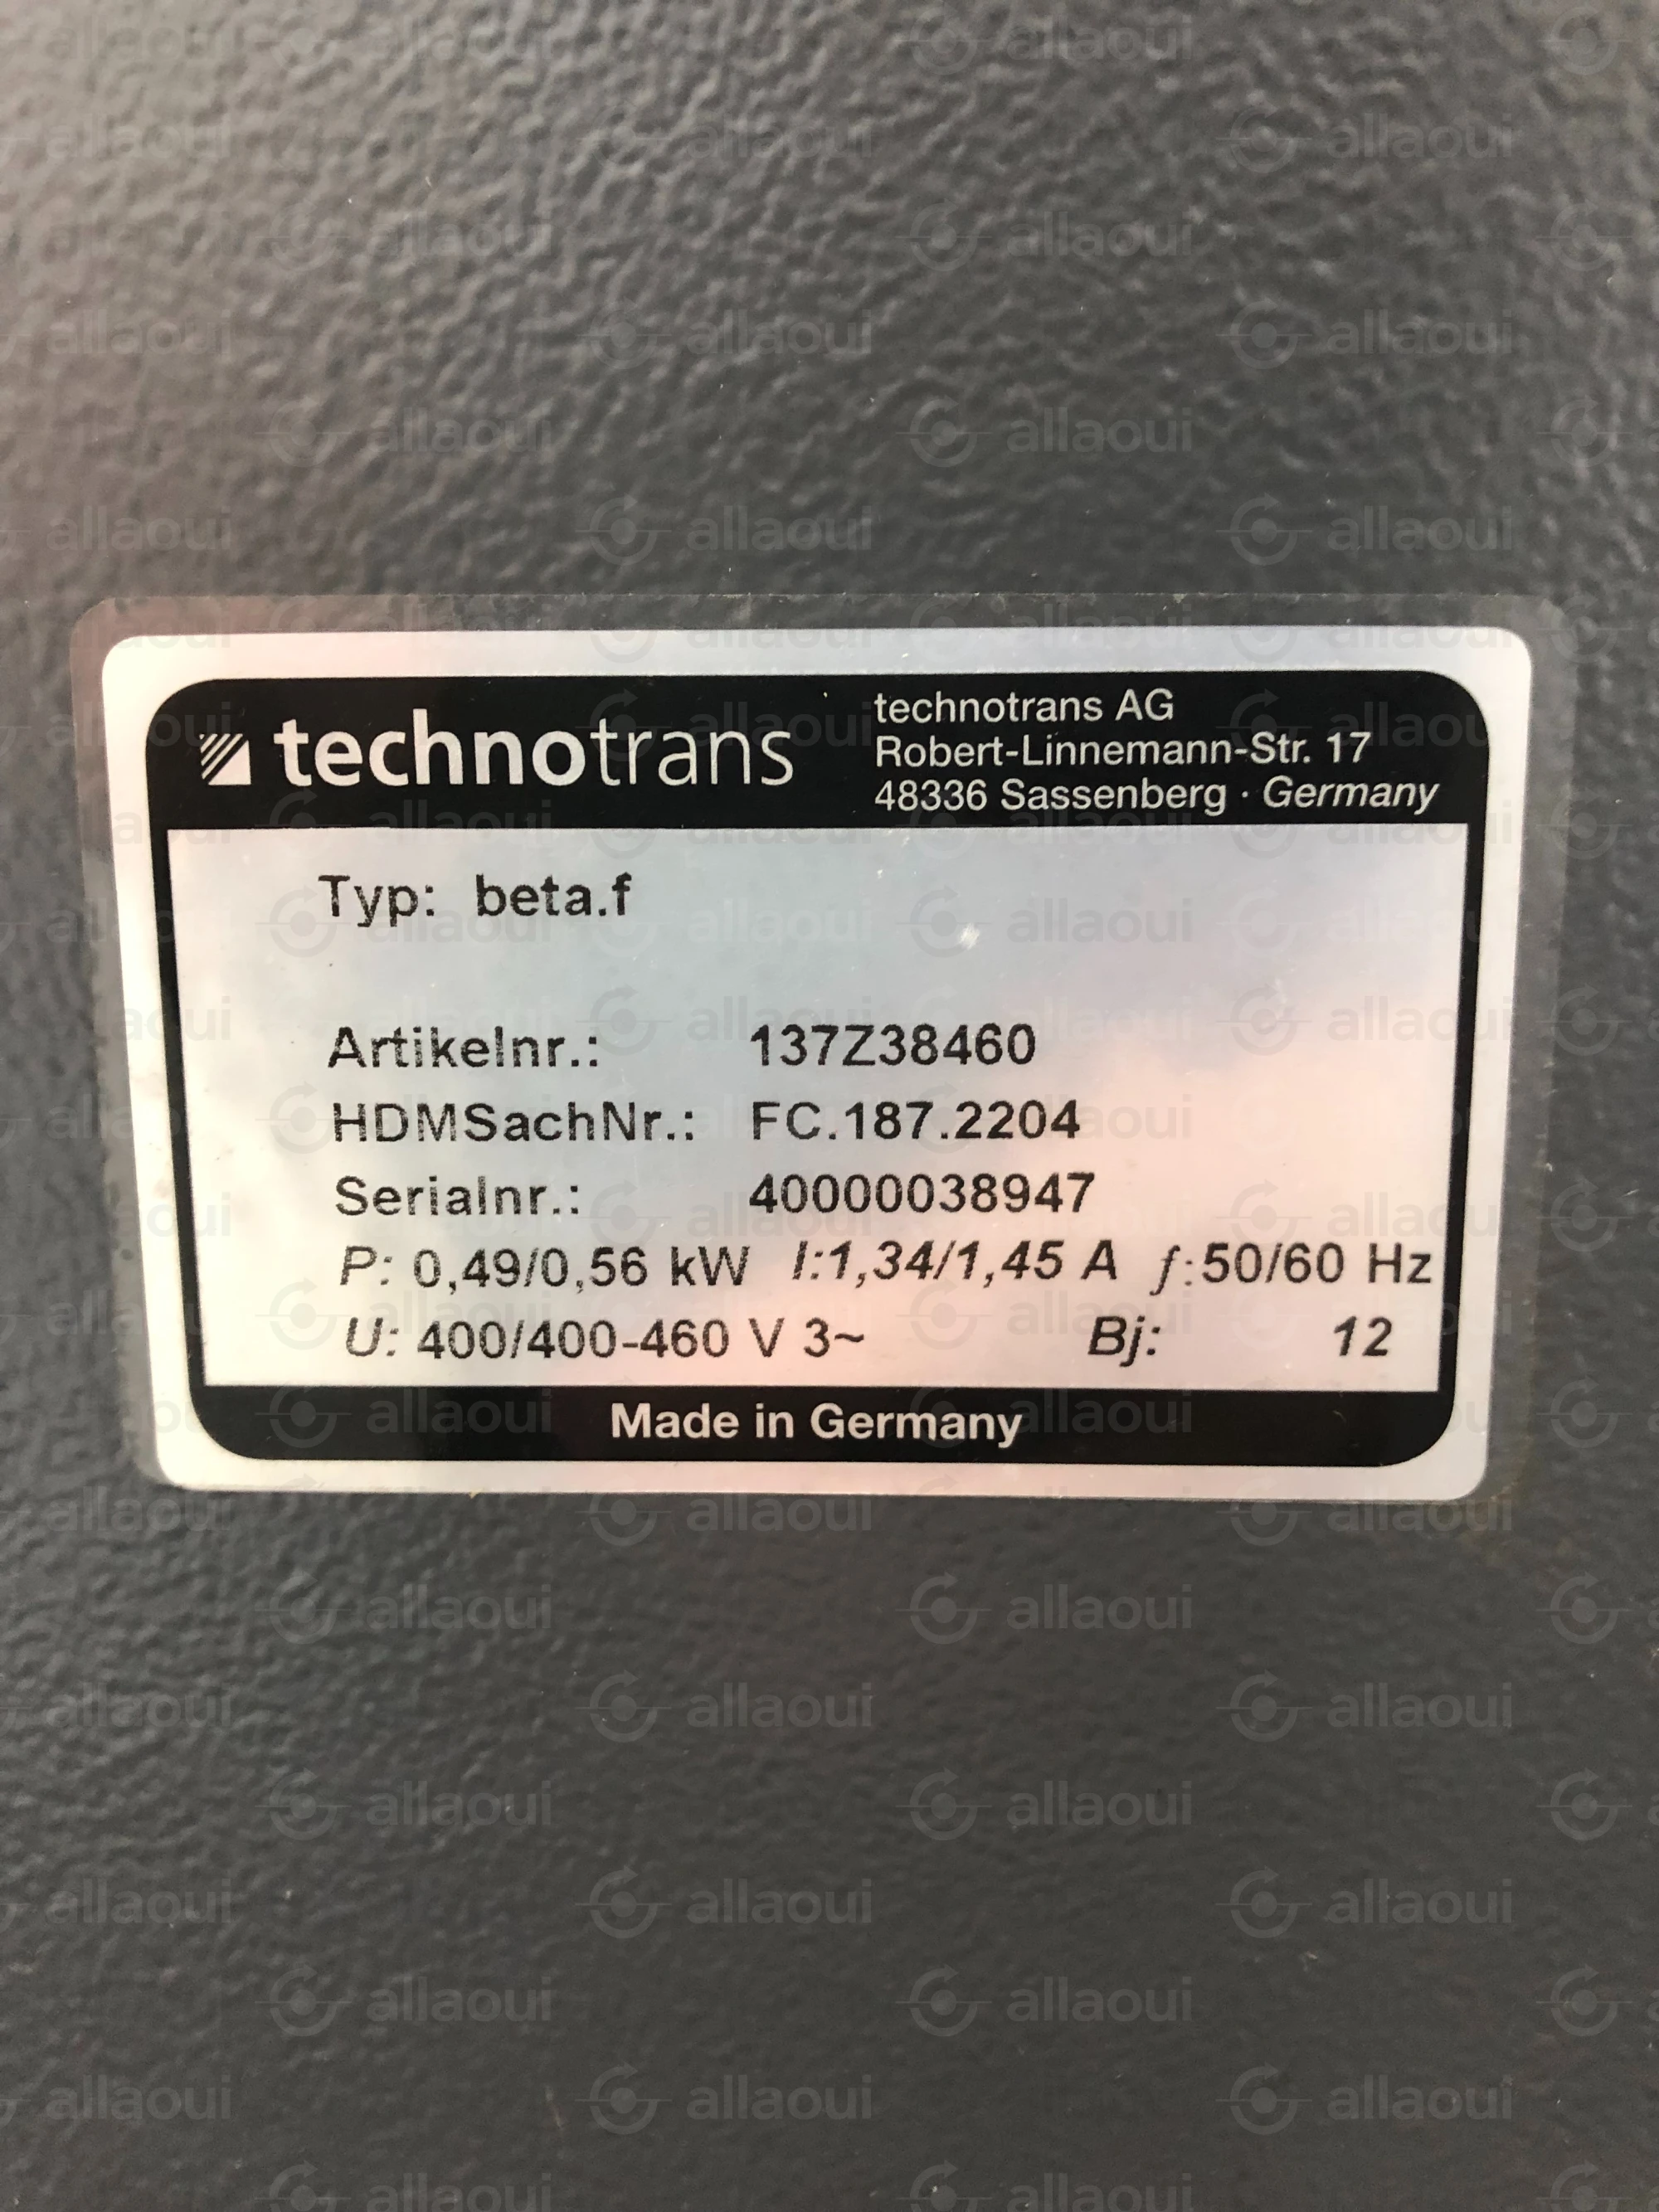 technotrans
technotrans AG
Robert-Linnemann-Str. 17
48336 Sassenberg · Germany
Typ: beta.f
Artikelnr.: 137Z38460
HDMSachNr.: FC.187.2204
Serialnr.: 40000038947
P: 0,49/0,56 kW I:1,34/1,45 A f:50/60 Hz
U: 400/400-460 V 3~ Bj: 12
Made in Germany
allaoui